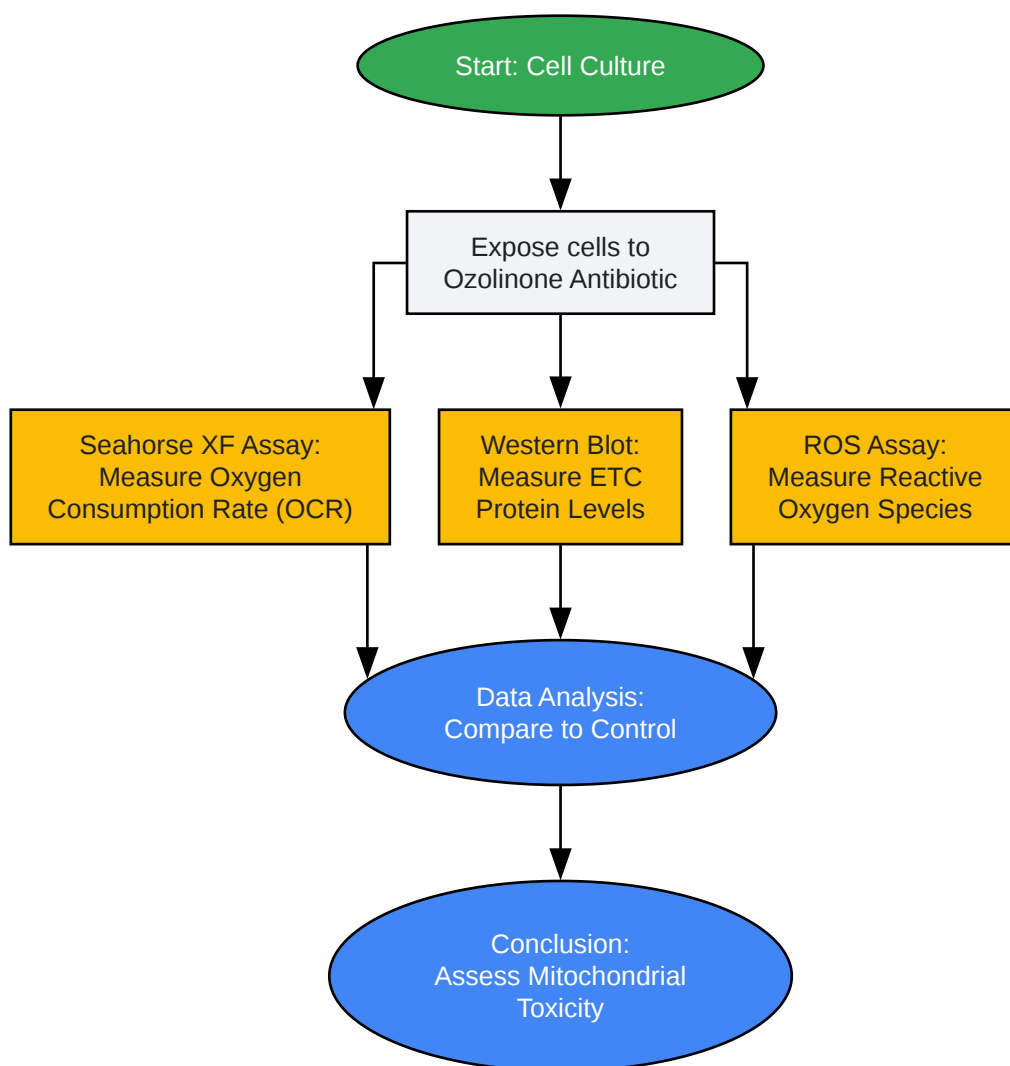 Start: Cell Culture
Expose cells to
Ozolinone Antibiotic
Seahorse XF Assay:
Measure Oxygen
Consumption Rate (OCR)
Western Blot:
Measure ETC
Protein Levels
ROS Assay:
Measure Reactive
Oxygen Species
Data Analysis:
Compare to Control
Conclusion:
Assess Mitochondrial
Toxicity